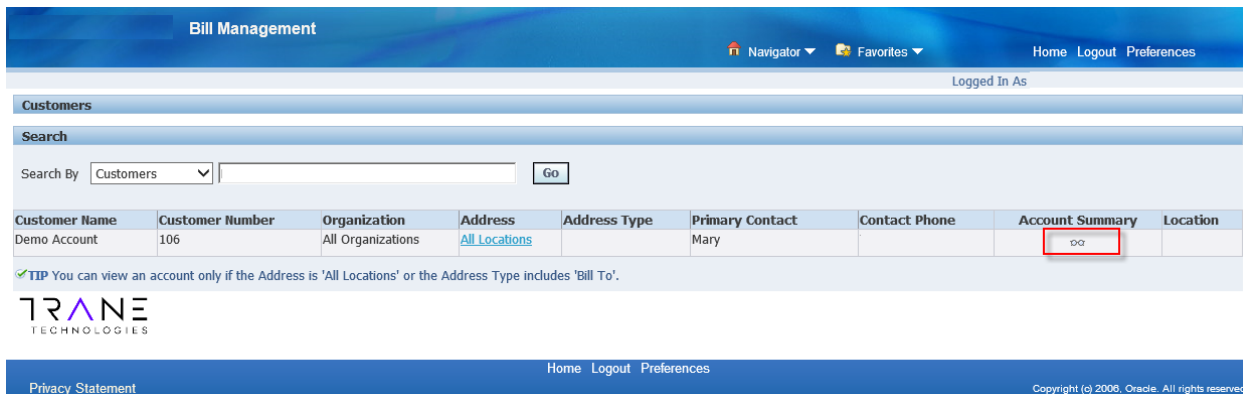 Bill Management
Navigator Favorites Home Logout Preferences
Logged In As
Customers
Search
Search By Customers Go
Customer Name Customer Number Organization Address Address Type Primary Contact Contact Phone Account Summary Location
Demo Account 106 All Organizations All Locations Mary
TIP You can view an account only if the Address is 'All Locations' or the Address Type includes 'Bill To'.
TRANE
TECHNOLOGIES
Home Logout Preferences
Privacy Statement Copyright (c) 2006, Oracle. All rights reserved